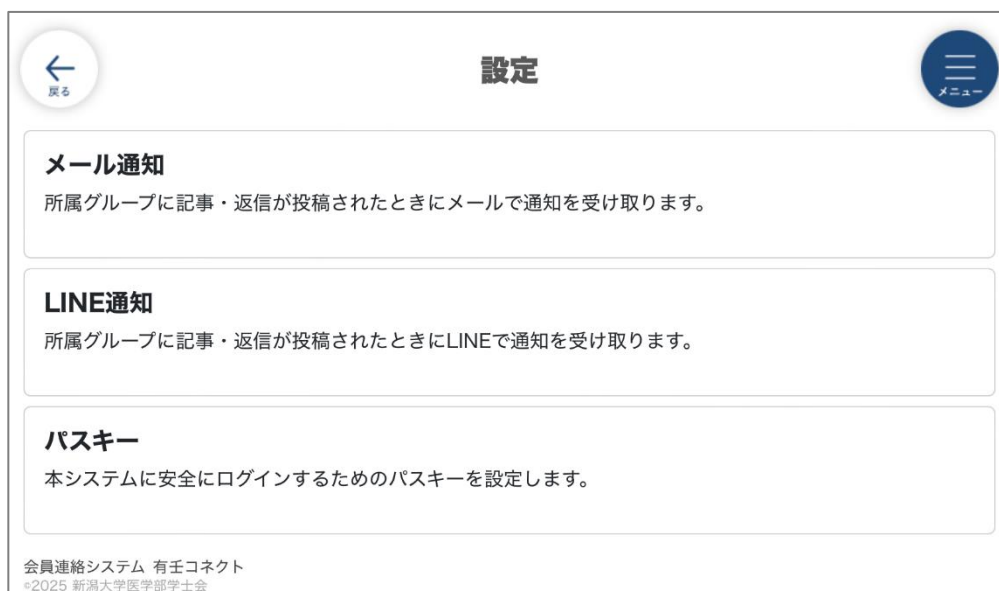 戻る
設定
メニュー
メール通知
所属グループに記事・返信が投稿されたときにメールで通知を受け取ります。
LINE通知
所属グループに記事・返信が投稿されたときにLINEで通知を受け取ります。
パスキー
本システムに安全にログインするためのパスキーを設定します。
会員連絡システム 有壬コネクト
©2025 新潟大学医学部学士会